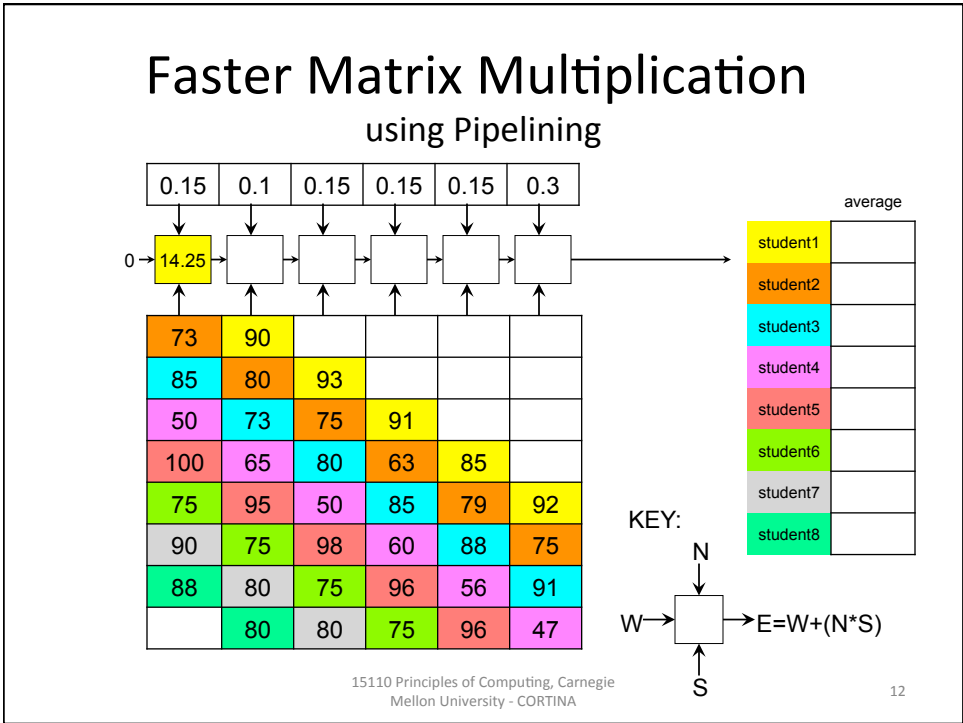 Faster Matrix Multiplication
using Pipelining
0.15 0.1 0.15 0.15 0.15 0.3
0 14.25
73 90
85 80 93
50 73 75 91
100 65 80 63 85
75 95 50 85 79 92
90 75 98 60 88 75
88 80 75 96 56 91
80 80 75 96 47
average
student1
student2
student3
student4
student5
student6
student7
student8
KEY:
N
W E=W+(N*S)
S
15110 Principles of Computing, Carnegie
Mellon University - CORTINA
12